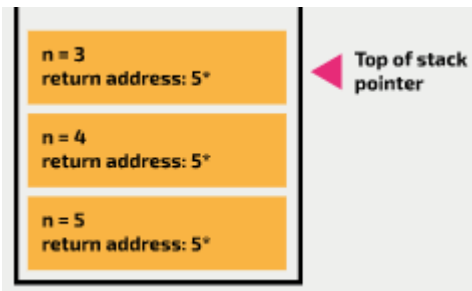 n = 3
return address: 5*
Top of stack
pointer
n = 4
return address: 5*
n = 5
return address: 5*